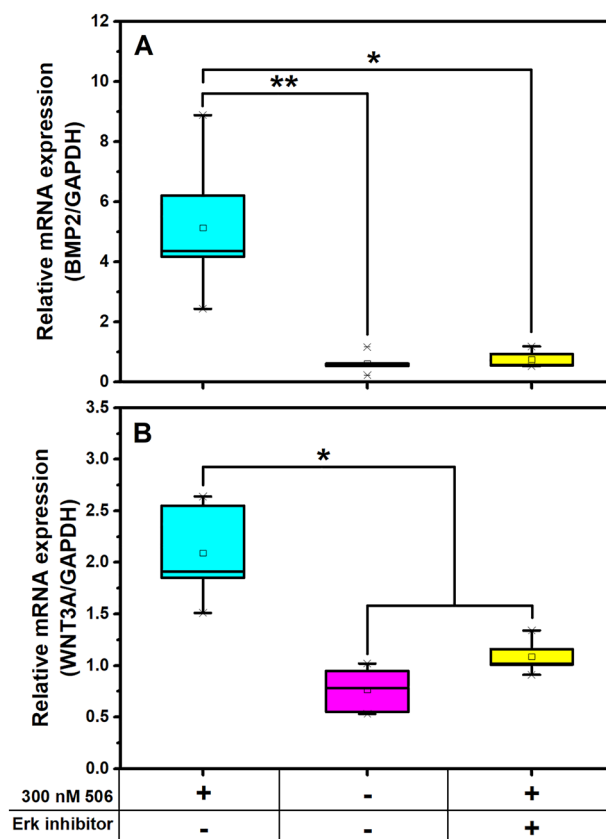 A
Relative mRNA expression
(BMP2/GAPDH)
12
10
8
6
4
2
0
*
**
B
Relative mRNA expression
(WNT3A/GAPDH)
3.5
3.0
2.5
2.0
1.5
1.0
0.5
0.0
*
300 nM 506 + - +
Erk inhibitor - - +